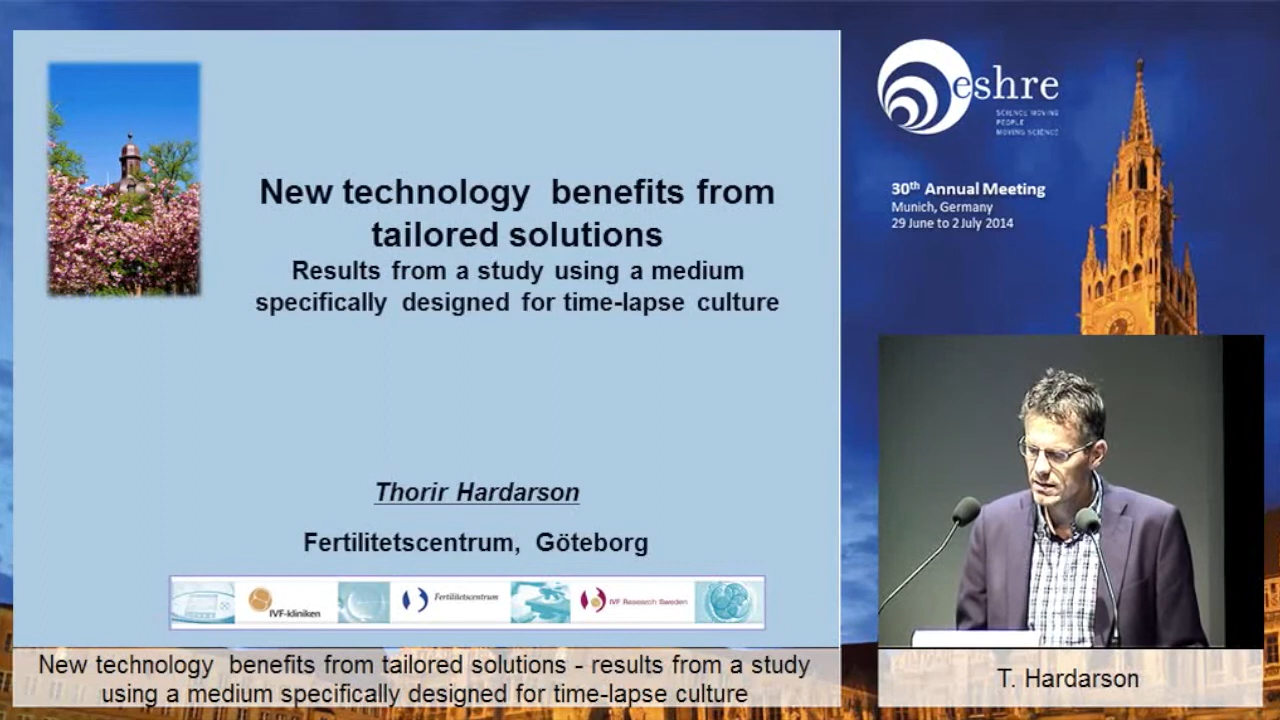 New technology benefits from
tailored solutions
Results from a study using a medium
specifically designed for time-lapse culture
Thorir Hardarson
Fertilitetscentrum, Göteborg
IVF-kliniken
Fertilitetscentrum
IVF Research Sweden
New technology benefits from tailored solutions - results from a study
using a medium specifically designed for time-lapse culture
eshre
SCIENCE MOVING
PEOPLE
MOVING SCIENCE
30th Annual Meeting
Munich, Germany
29 June to 2 July 2014
T. Hardarson